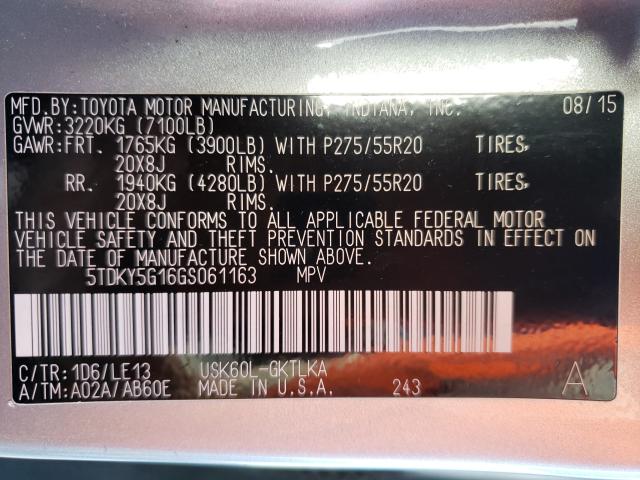 MFD.BY:TOYOTA MOTOR MANUFACTURING, INDIANA, INC. 08/15
GVWR:3220KG (7100LB)
GAWR:FRT. 1765KG (3900LB) WITH P275/55R20 TIRES,
20X8J RIMS.
RR. 1940KG (4280LB) WITH P275/55R20 TIRES,
20X8J RIMS.
THIS VEHICLE CONFORMS TO ALL APPLICABLE FEDERAL MOTOR
VEHICLE SAFETY AND THEFT PREVENTION STANDARDS IN EFFECT ON
THE DATE OF MANUFACTURE SHOWN ABOVE.
5TDKY5G16GS061163 MPV
C/TR:1D6/LE13 USK60L-GKTLKA
A/TM:A02A/AB60E MADE IN U.S.A. 243 A